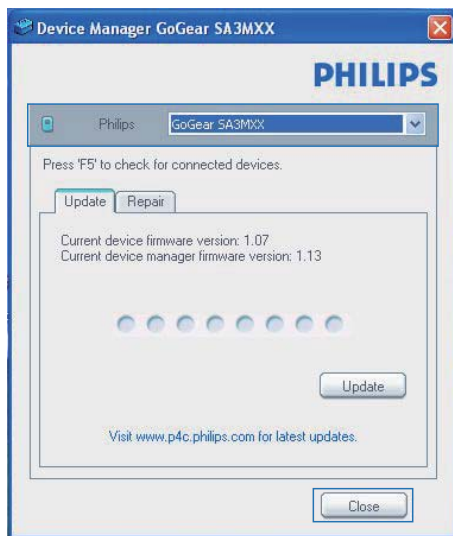 Device Manager GoGear SA3MXX
PHILIPS
Philips GoGear SA3MXX
Press 'F5' to check for connected devices.
Update Repair
Current device firmware version: 1.07
Current device manager firmware version: 1.13
Update
Visit www.p4c.philips.com for latest updates.
Close